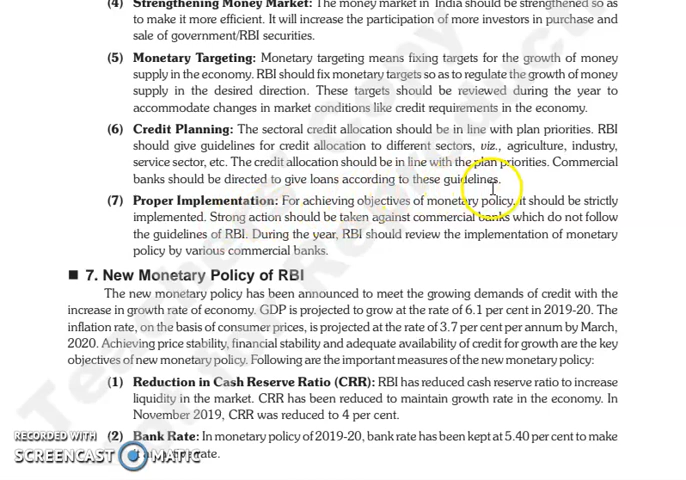 (4) Strengthening Money Market: The money market in India should be strengthened so as
to make it more efficient. It will increase the participation of more investors in purchase and
sale of government/RBI securities.
(5) Monetary Targeting: Monetary targeting means fixing targets for the growth of money
supply in the economy. RBI should fix monetary targets so as to regulate the growth of money
supply in the desired direction. These targets should be reviewed during the year to
accommodate changes in market conditions like credit requirements in the economy.
(6) Credit Planning: The sectoral credit allocation should be in line with plan priorities. RBI
should give guidelines for credit allocation to different sectors, viz., agriculture, industry,
service sector, etc. The credit allocation should be in line with the plan priorities. Commercial
banks should be directed to give loans according to these guidelines.
(7) Proper Implementation: For achieving objectives of monetary policy, it should be strictly
implemented. Strong action should be taken against commercial banks which do not follow
the guidelines of RBI. During the year, RBI should review the implementation of monetary
policy by various commercial banks.
■ 7. New Monetary Policy of RBI
The new monetary policy has been announced to meet the growing demands of credit with the
increase in growth rate of economy. GDP is projected to grow at the rate of 6.1 per cent in 2019-20. The
inflation rate, on the basis of consumer prices, is projected at the rate of 3.7 per cent per annum by March,
2020. Achieving price stability, financial stability and adequate availability of credit for growth are the key
objectives of new monetary policy. Following are the important measures of the new monetary policy:
(1) Reduction in Cash Reserve Ratio (CRR): RBI has reduced cash reserve ratio to increase
liquidity in the market. CRR has been reduced to maintain growth rate in the economy. In
November 2019, CRR was reduced to 4 per cent.
(2) Bank Rate: In monetary policy of 2019-20, bank rate has been kept at 5.40 per cent to make
rate.
RECORDED WITH
SCREENCAST MATIC